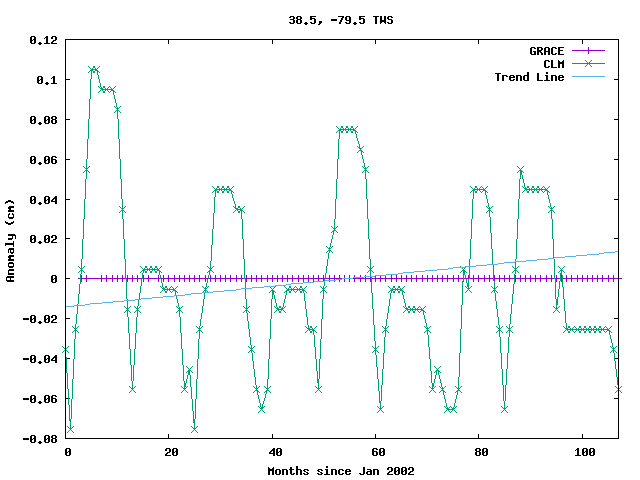 38.5, -79.5 TWS
GRACE
CLM
Trend Line
Anomaly (cm)
0.12
0.1
0.08
0.06
0.04
0.02
0
-0.02
-0.04
-0.06
-0.08
0 20 40 60 80 100
Months since Jan 2002